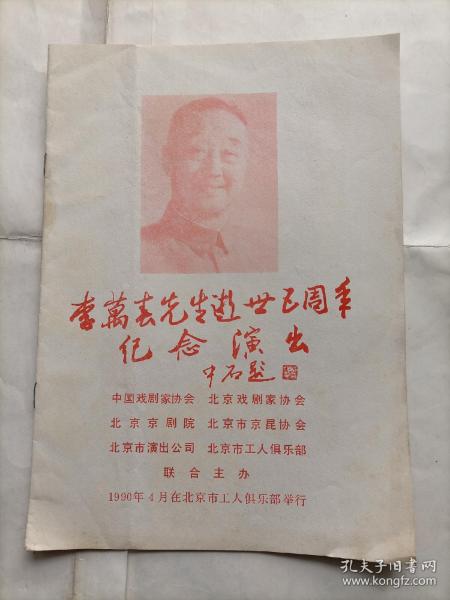 李萬春先生逝世五周年
纪念演出
中石题
中国戏剧家协会 北京戏剧家协会
北京京剧院 北京市京昆协会
北京市演出公司 北京市工人俱乐部
联合主办
1990年4月在北京市工人俱乐部举行
孔夫子旧书网
www.kongfz.com